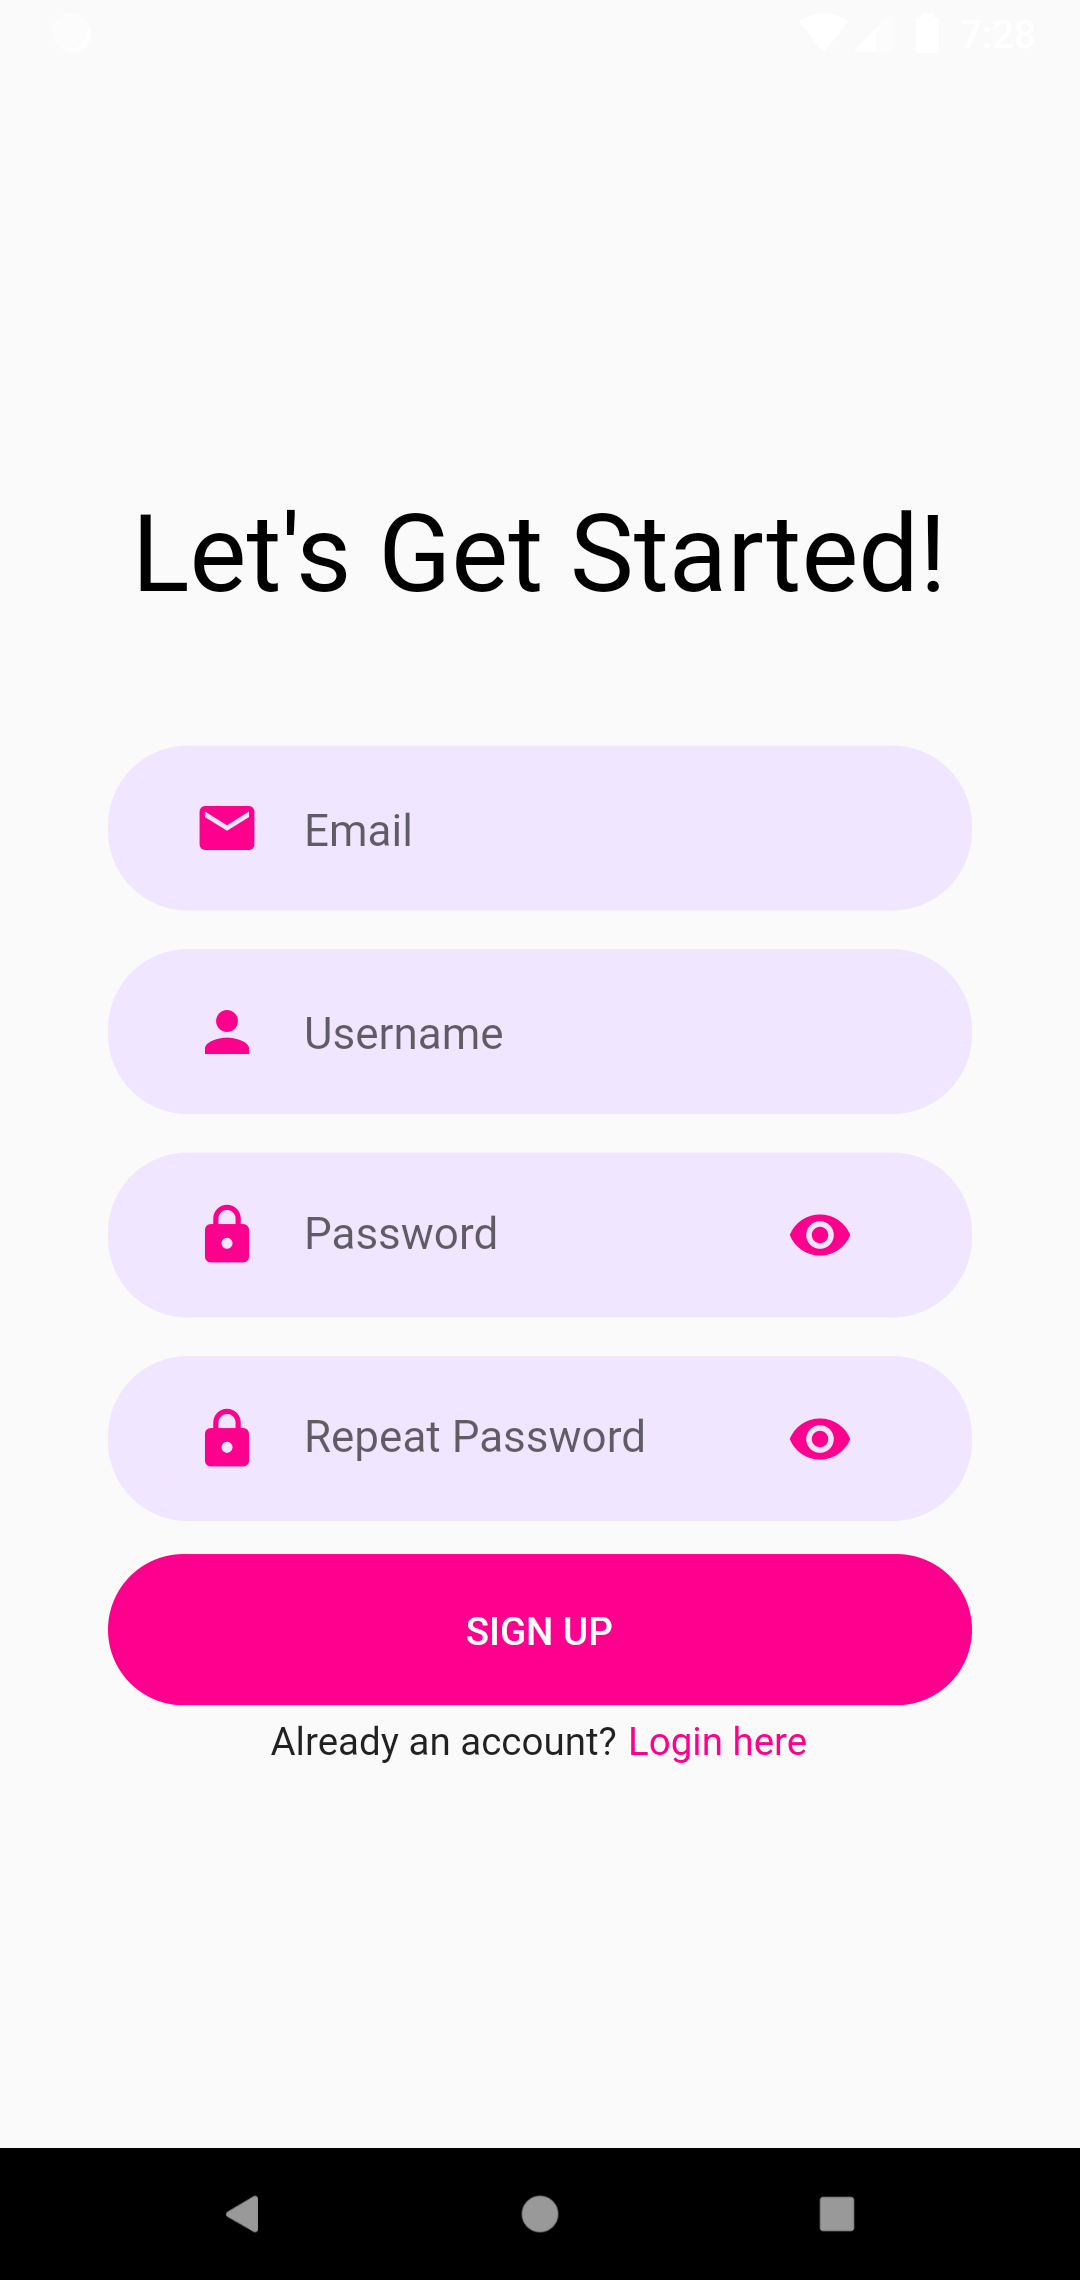 7:28
Let's Get Started!
Email
Username
Password
Repeat Password
SIGN UP
Already an account? Login here